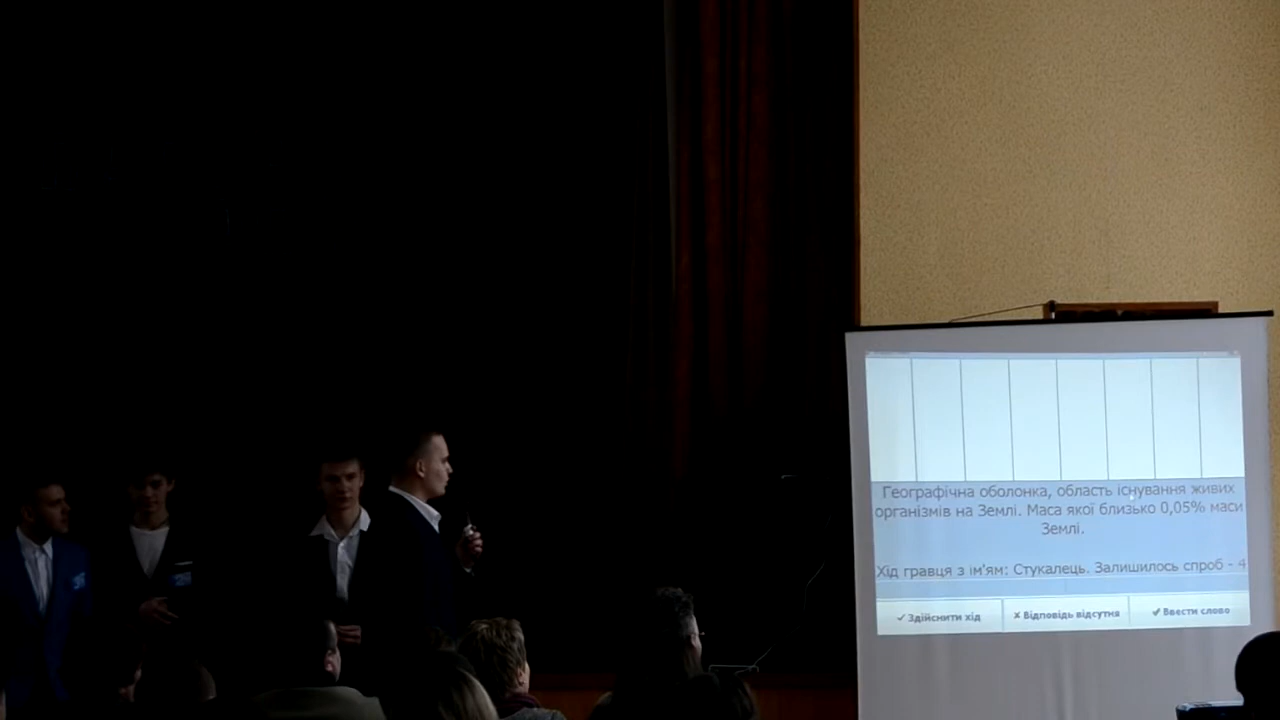 Географічна оболонка, область існування живих
організмів на Землі. Маса якої близько 0,05% маси
Землі.
Хід гравця з ім'ям: Стукалець. Залишилось спроб - 4
✓ Здійснити хід
✗ Відповідь відсутня
✓ Ввести слово